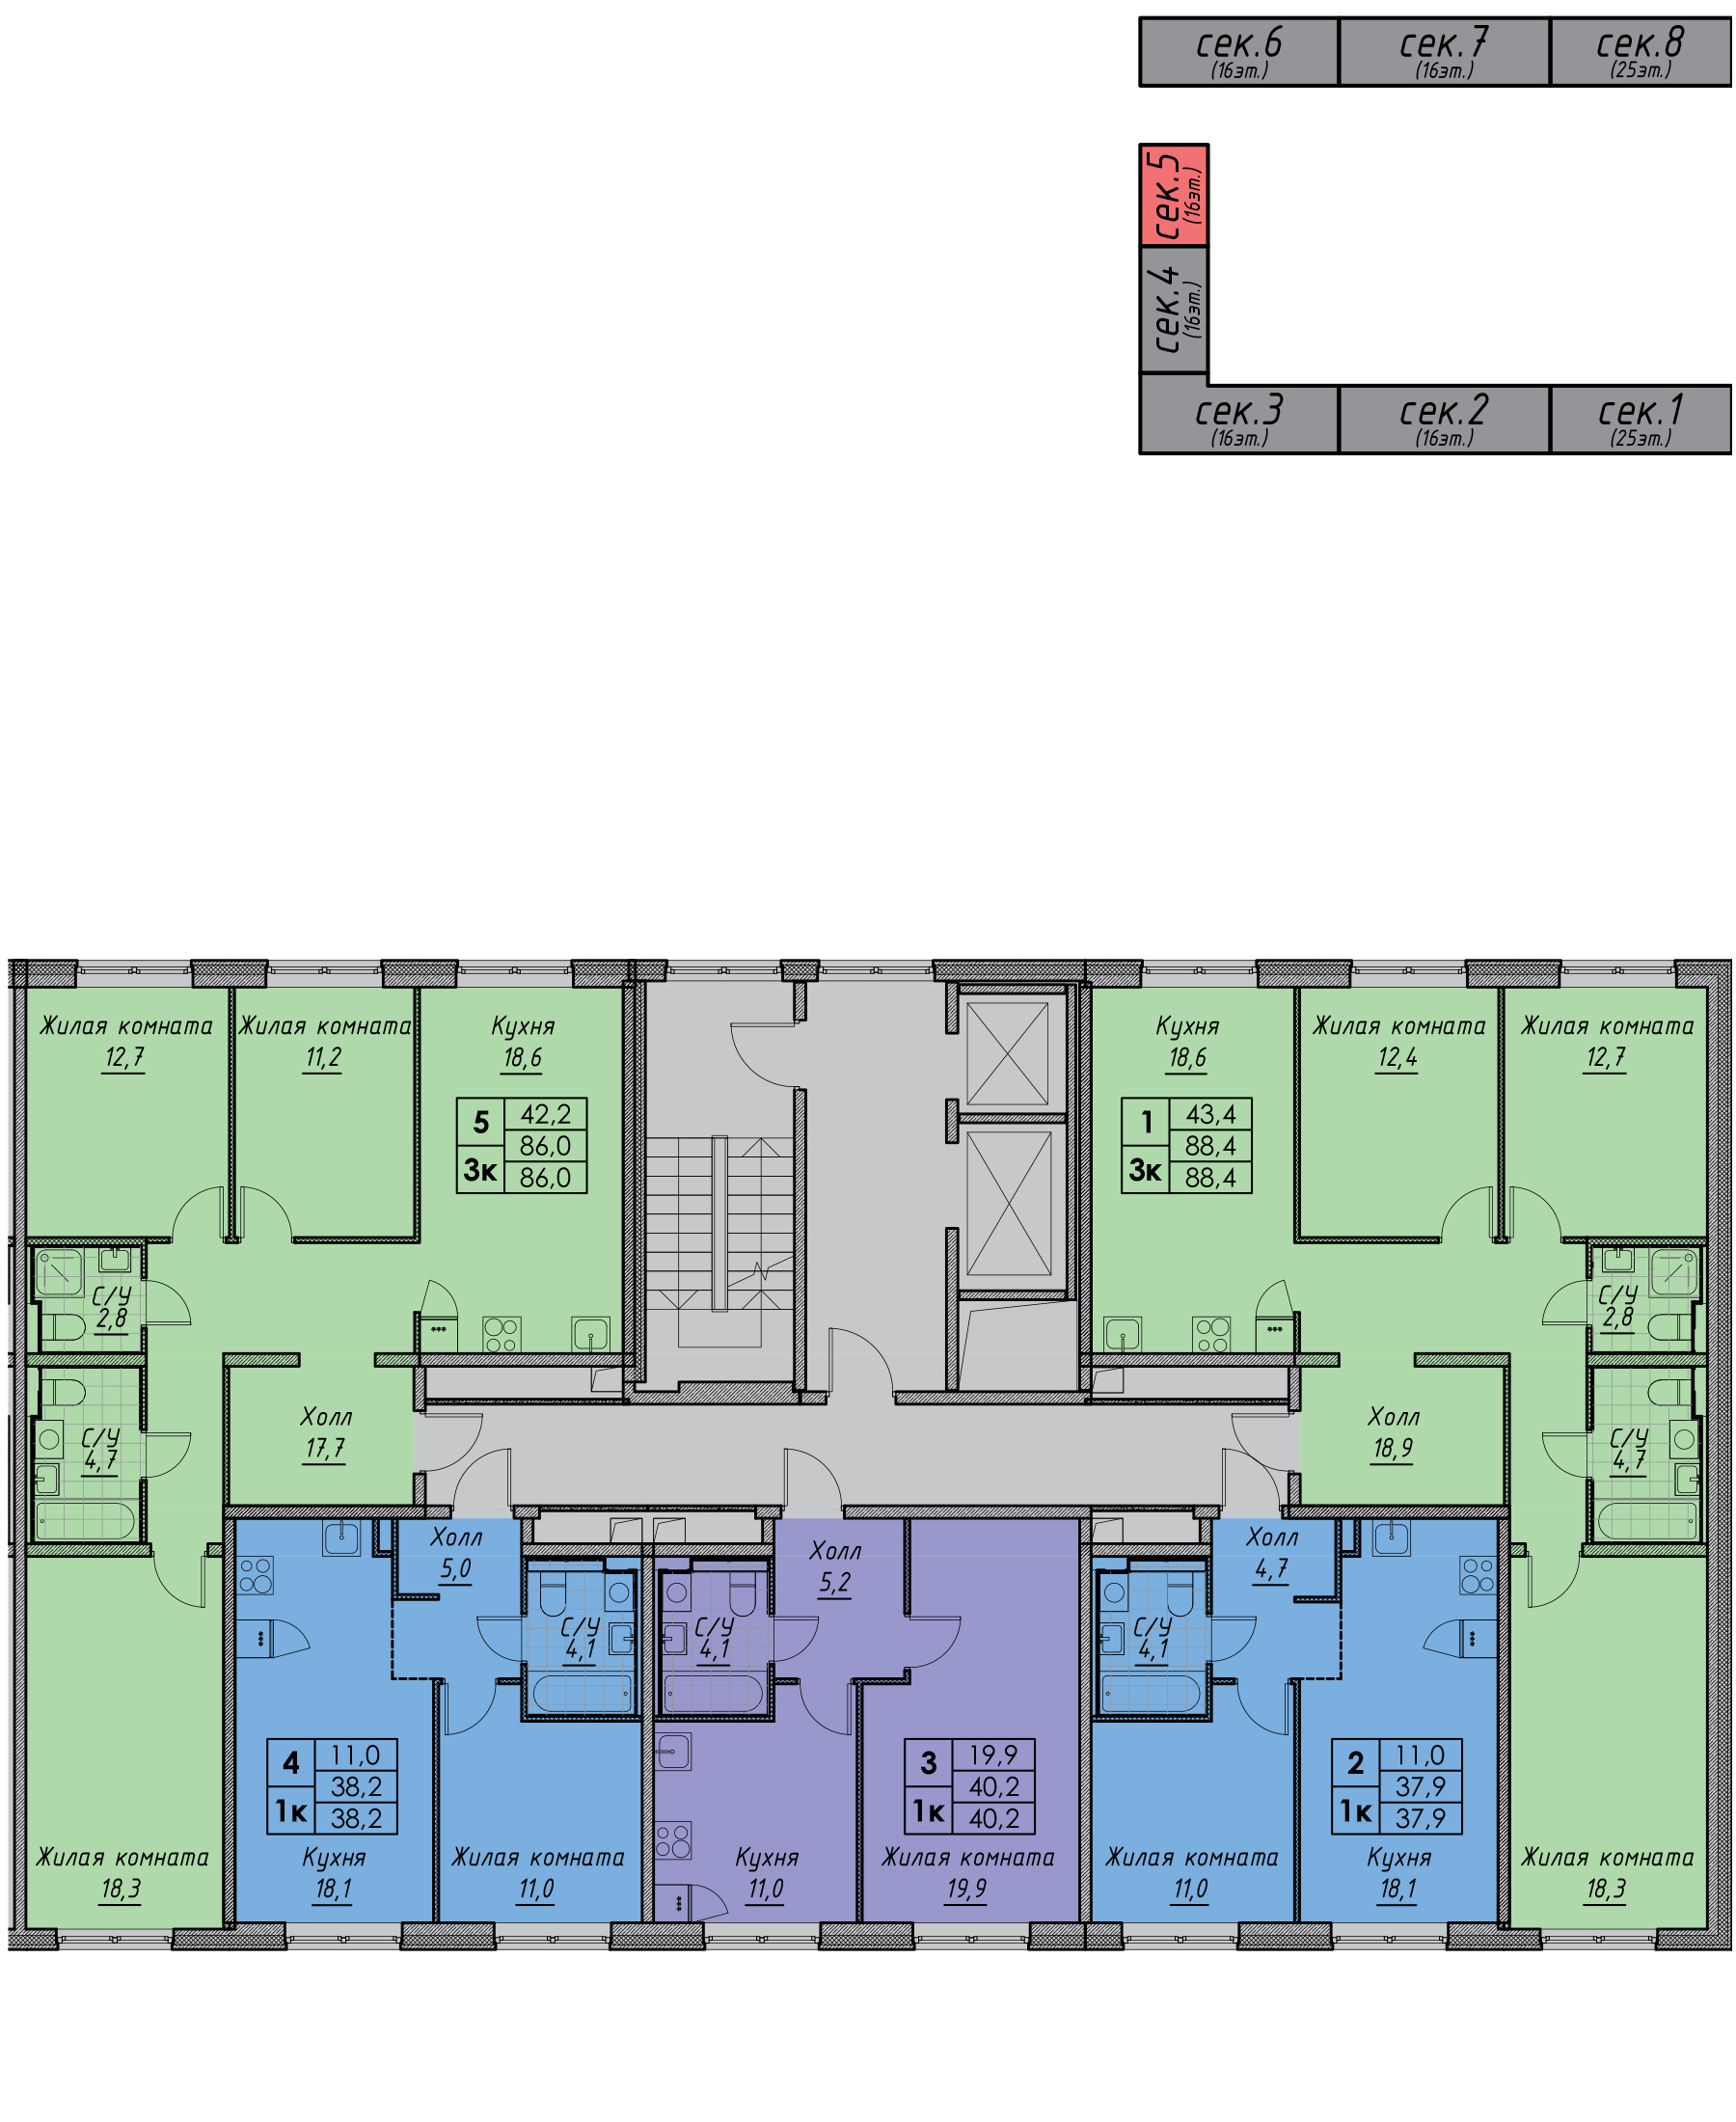 сек.6
(16эт.)
сек.7
(16эт.)
сек.8
(25эт.)
сек.5
(16эт.)
сек.4
(16эт.)
сек.3
(16эт.)
сек.2
(16эт.)
сек.1
(25эт.)
Жилая комната
12,7
Жилая комната
11,2
Кухня
18,6
5
3к
42,2
86,0
86,0
Кухня
18,6
1
3к
43,4
88,4
88,4
Жилая комната
12,4
Жилая комната
12,7
С/У
2,8
С/У
2,8
Холл
17,7
С/У
4,7
Холл
18,9
С/У
4,7
Холл
5,0
С/У
4,1
С/У
4,1
Холл
5,2
С/У
4,1
Холл
4,7
4
1к
11,0
38,2
38,2
3
1к
19,9
40,2
40,2
2
1к
11,0
37,9
37,9
Жилая комната
18,3
Кухня
18,1
Жилая комната
11,0
Кухня
11,0
Жилая комната
19,9
Жилая комната
11,0
Кухня
18,1
Жилая комната
18,3